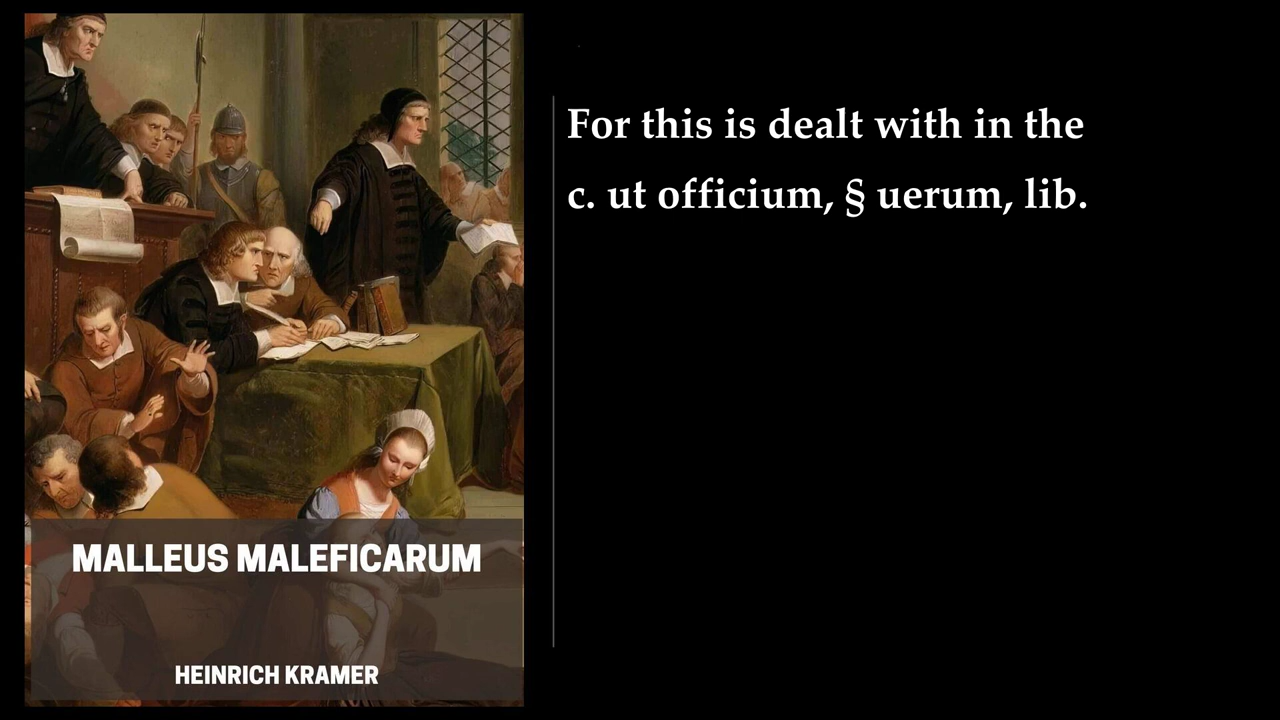 For this is dealt with in the
c. ut officium, § uerum, lib.
MALLEUS MALEFICARUM
HEINRICH KRAMER